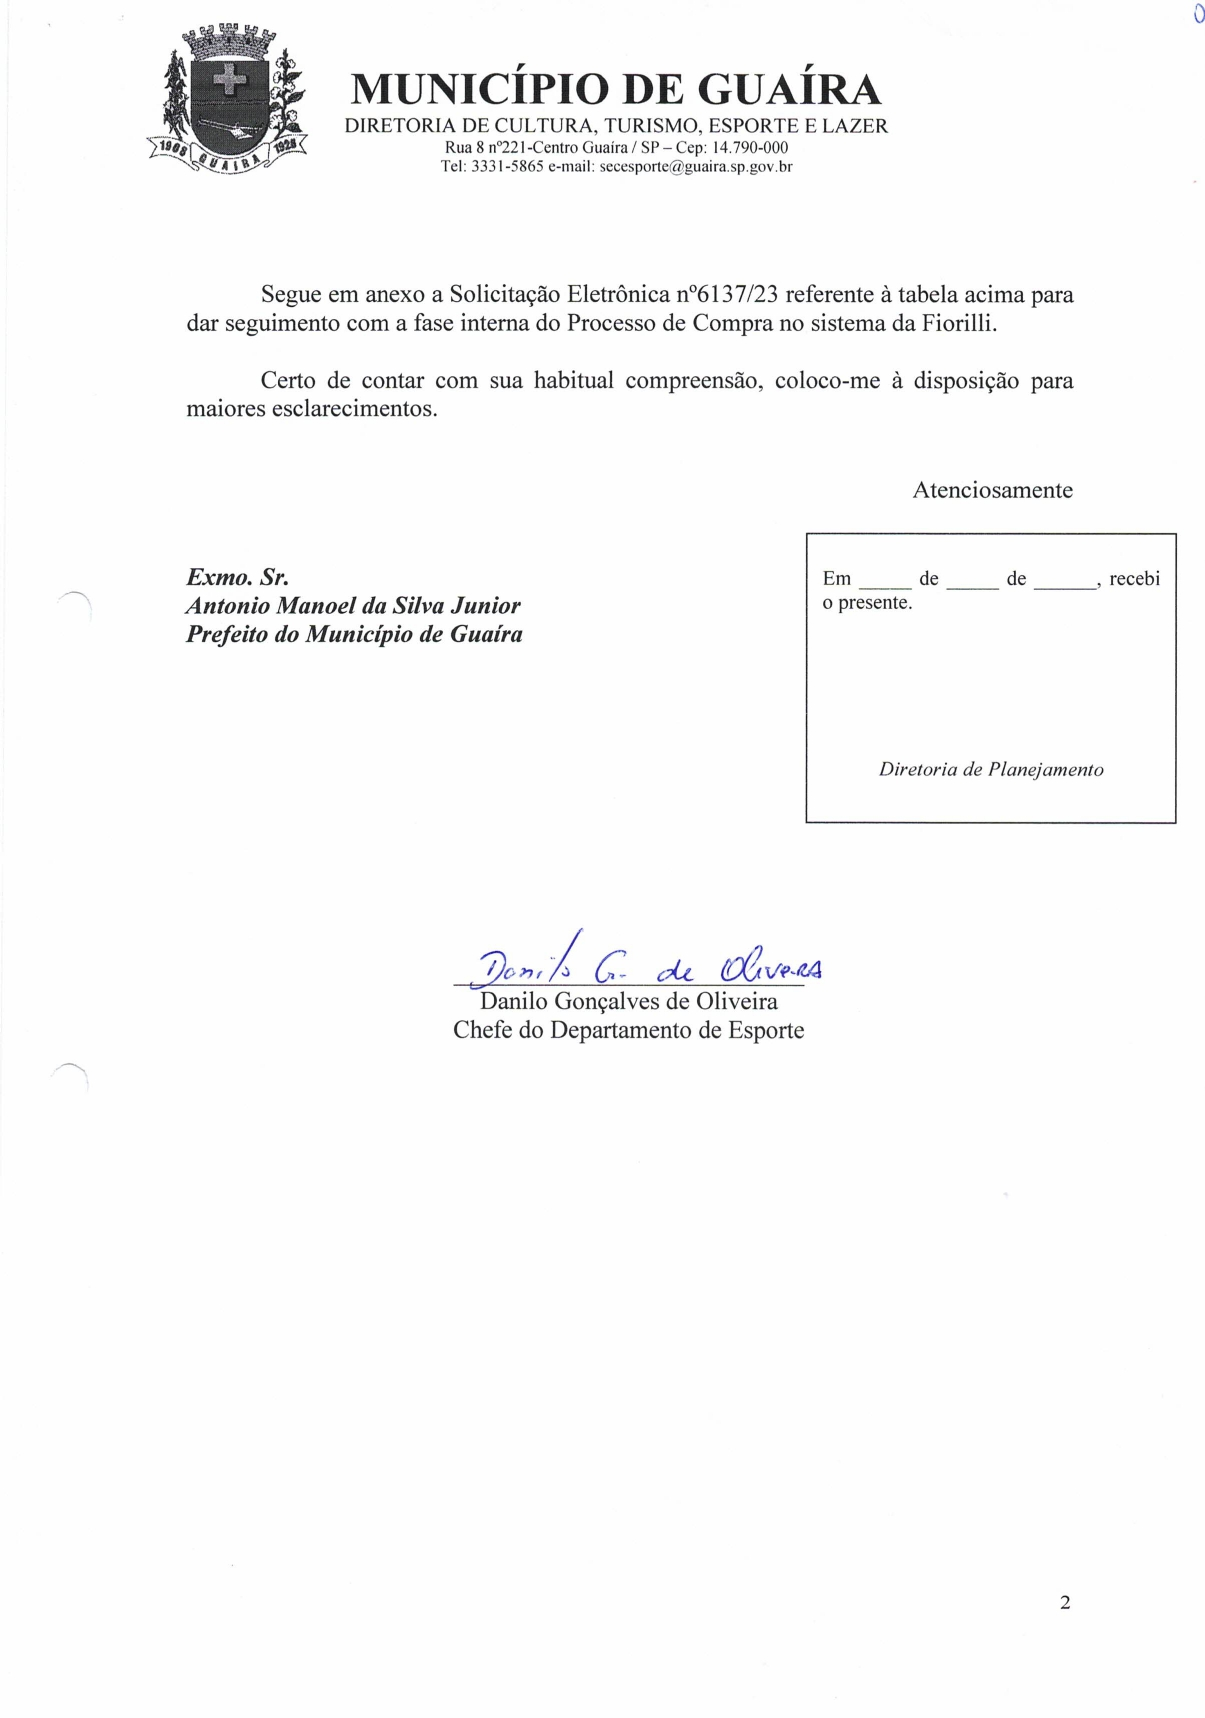 MUNICÍPIO DE GUAÍRA
DIRETORIA DE CULTURA, TURISMO, ESPORTE E LAZER
Rua 8 nº221-Centro Guaíra / SP – Cep: 14.790-000
Tel: 3331-5865 e-mail: secesporte@guaira.sp.gov.br
1908 GUAIRA 1928
Segue em anexo a Solicitação Eletrônica nº6137/23 referente à tabela acima para
dar seguimento com a fase interna do Processo de Compra no sistema da Fiorilli.
Certo de contar com sua habitual compreensão, coloco-me à disposição para
maiores esclarecimentos.
Atenciosamente
Exmo. Sr.
Antonio Manoel da Silva Junior
Prefeito do Município de Guaíra
Em _____ de _____ de ______, recebi
o presente.
Diretoria de Planejamento
Danilo G. de Oliveira
Danilo Gonçalves de Oliveira
Chefe do Departamento de Esporte
2